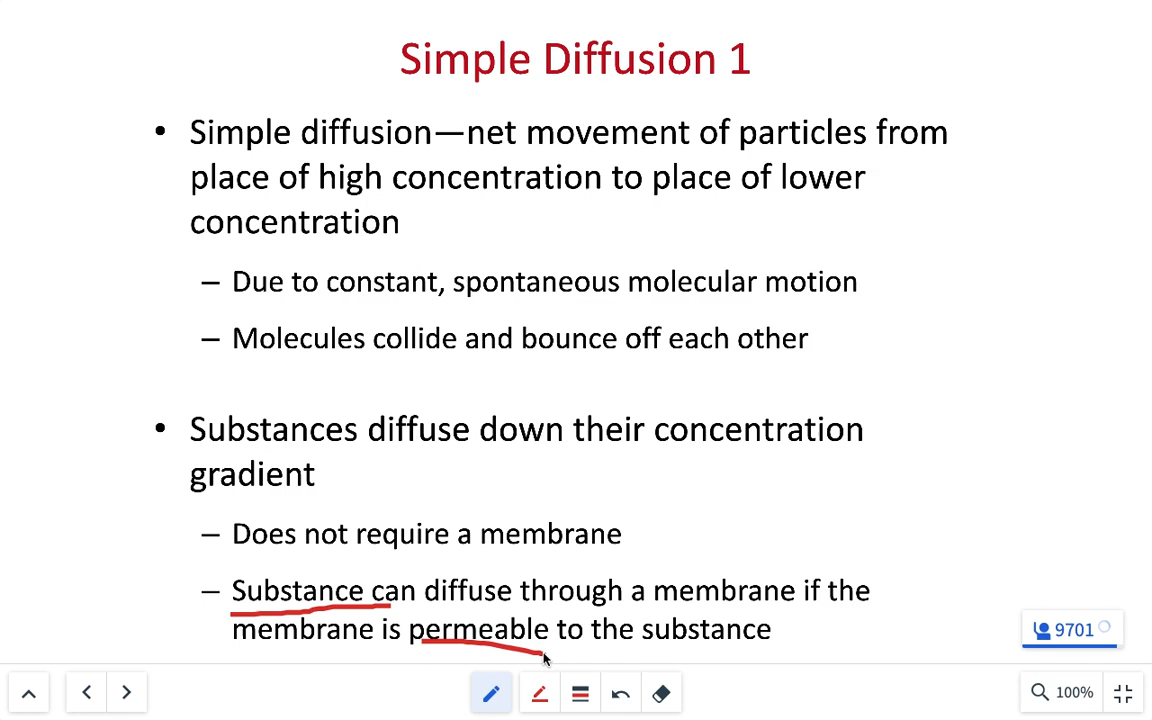 Simple Diffusion 1
• Simple diffusion—net movement of particles from
place of high concentration to place of lower
concentration
– Due to constant, spontaneous molecular motion
– Molecules collide and bounce off each other
• Substances diffuse down their concentration
gradient
– Does not require a membrane
– Substance can diffuse through a membrane if the
membrane is permeable to the substance
9701
100%